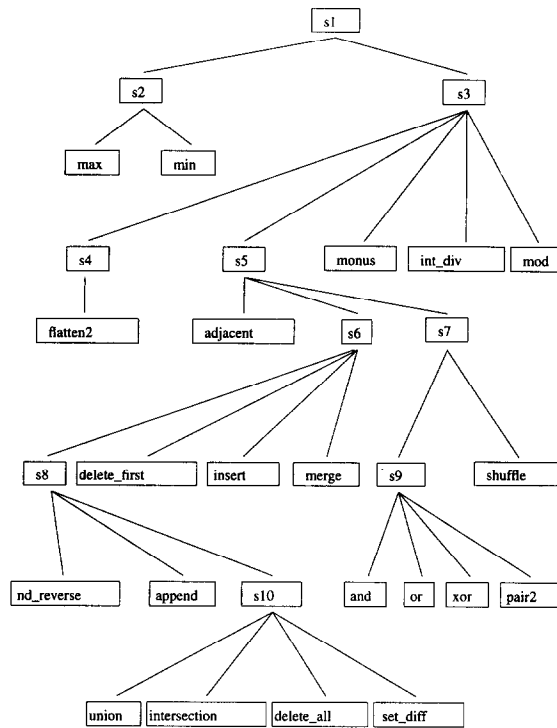 s1
s2
s3
max
min
s4
s5
monus
int_div
mod
flatten2
adjacent
s6
s7
s8
delete_first
insert
merge
s9
shuffle
nd_reverse
append
s10
and
or
xor
pair2
union
intersection
delete_all
set_diff